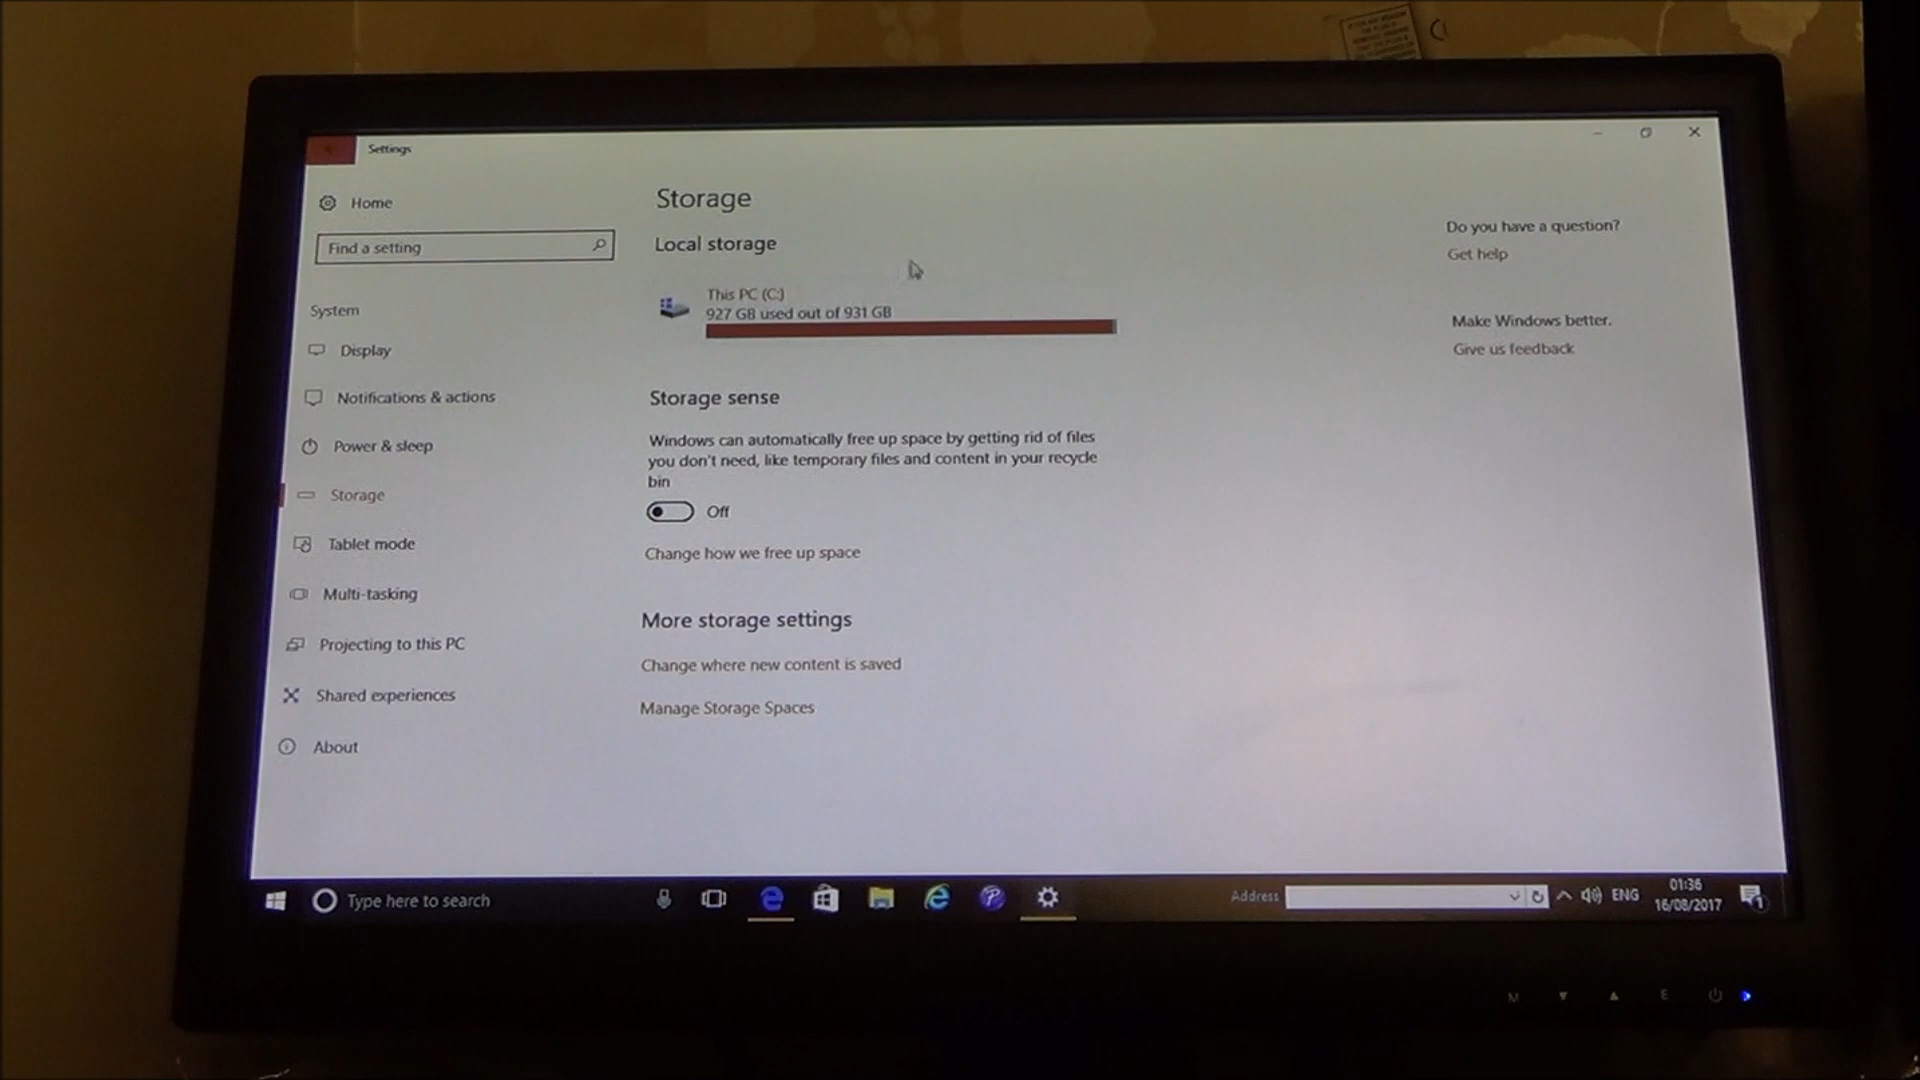 Settings
Home
Find a setting
System
Display
Notifications & actions
Power & sleep
Storage
Tablet mode
Multi-tasking
Projecting to this PC
Shared experiences
About
Storage
Local storage
This PC (C:)
927 GB used out of 931 GB
Storage sense
Windows can automatically free up space by getting rid of files
you don't need, like temporary files and content in your recycle
bin
Off
Change how we free up space
More storage settings
Change where new content is saved
Manage Storage Spaces
Do you have a question?
Get help
Make Windows better.
Give us feedback
Type here to search
Address
ENG
01:36
16/08/2017
1
M
E